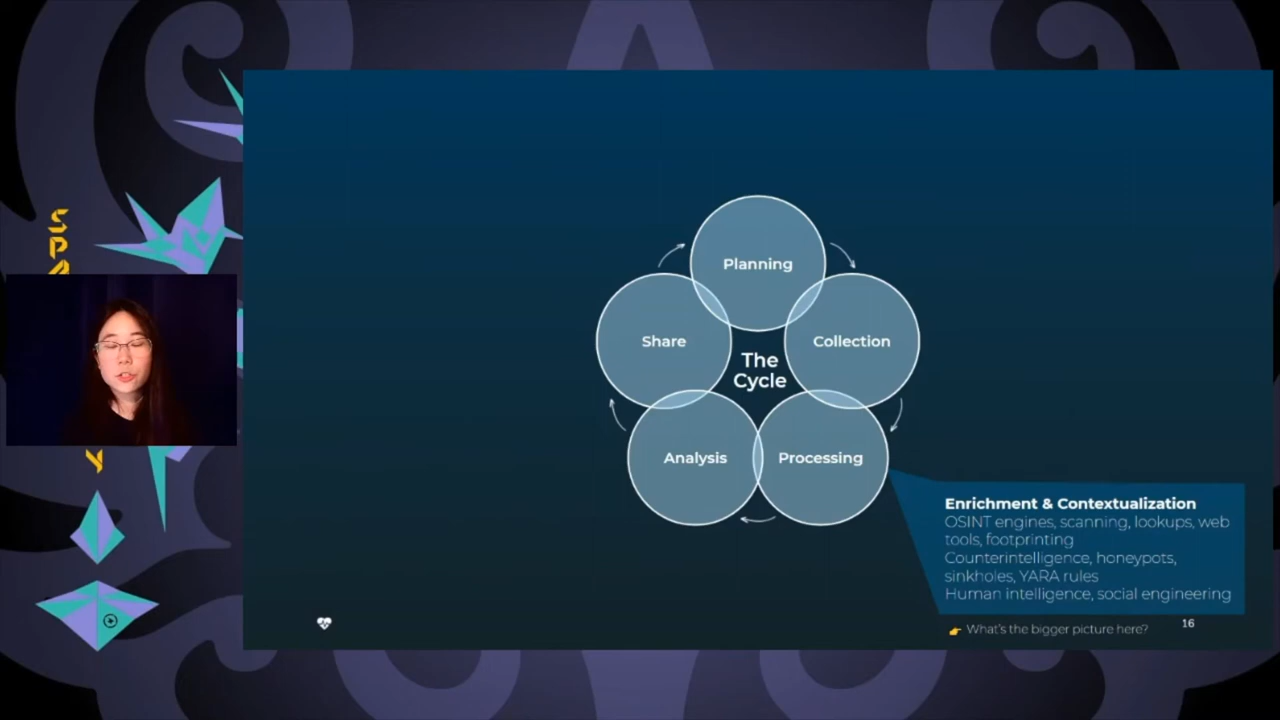 Planning
Share
Collection
The
Cycle
Analysis
Processing
Enrichment & Contextualization
OSINT engines, scanning, lookups, web
tools, footprinting
Counterintelligence, honeypots,
sinkholes, YARA rules
Human intelligence, social engineering
👉 What's the bigger picture here?
16